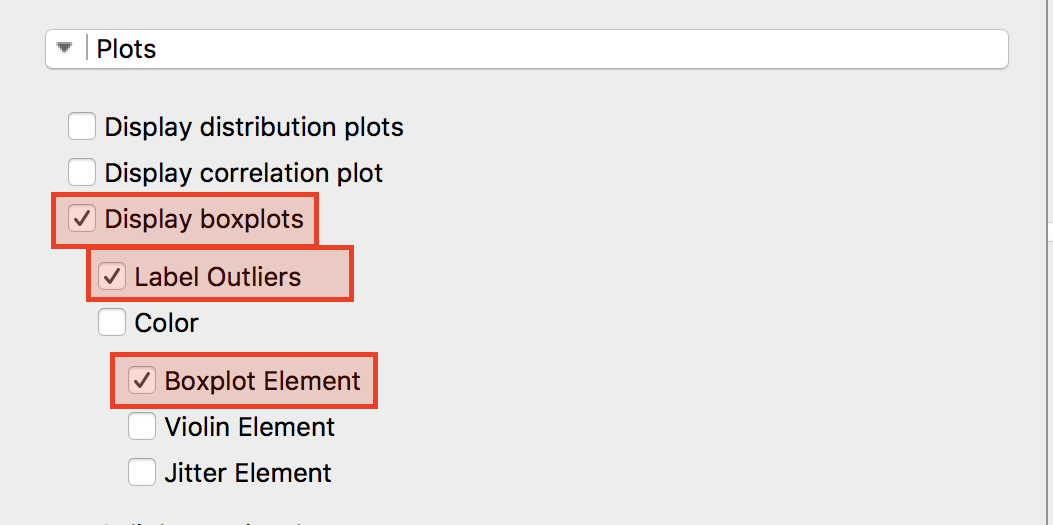 Plots
Display distribution plots
Display correlation plot
Display boxplots
Label Outliers
Color
Boxplot Element
Violin Element
Jitter Element